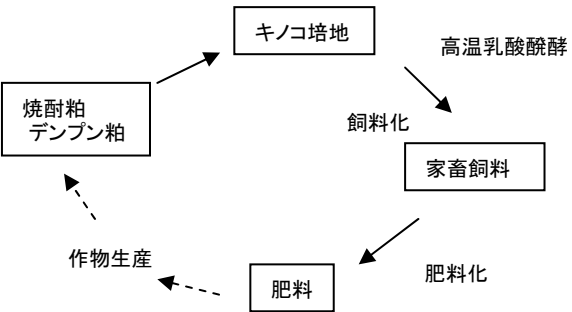 キノコ培地
高温乳酸醗酵
焼酎粕
デンプン粕
飼料化
家畜飼料
作物生産
肥料化
肥料